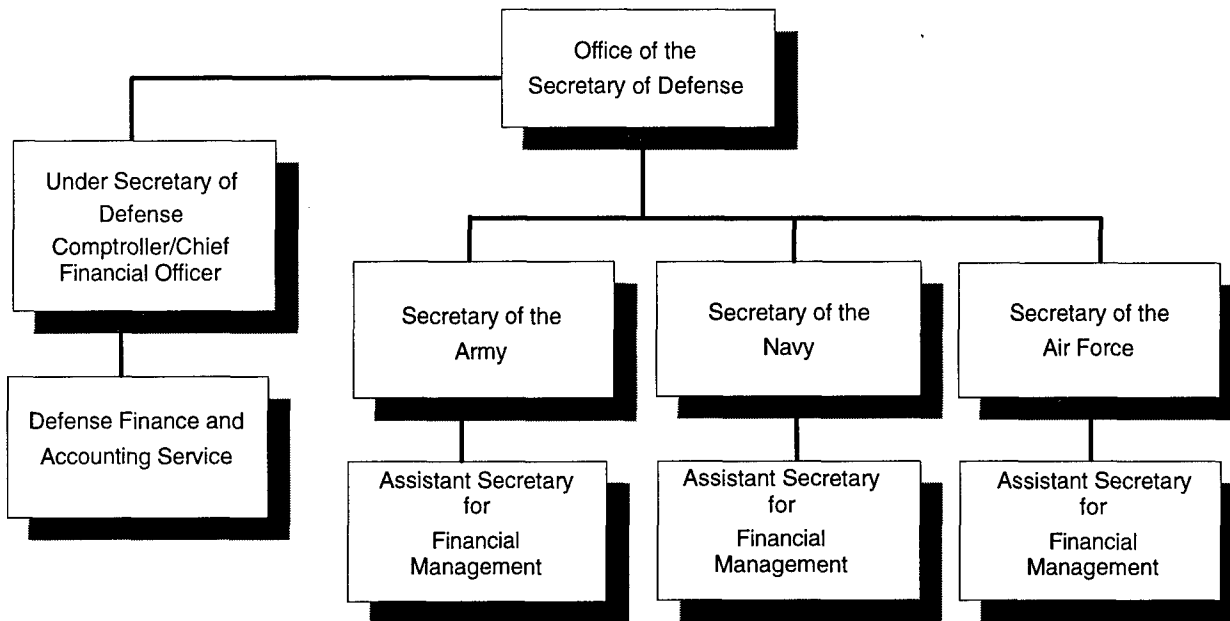 Office of the
Secretary of Defense
Under Secretary of
Defense
Comptroller/Chief
Financial Officer
Defense Finance and
Accounting Service
Secretary of the
Army
Secretary of the
Navy
Secretary of the
Air Force
Assistant Secretary
for
Financial
Management
Assistant Secretary
for
Financial
Management
Assistant Secretary
for
Financial
Management